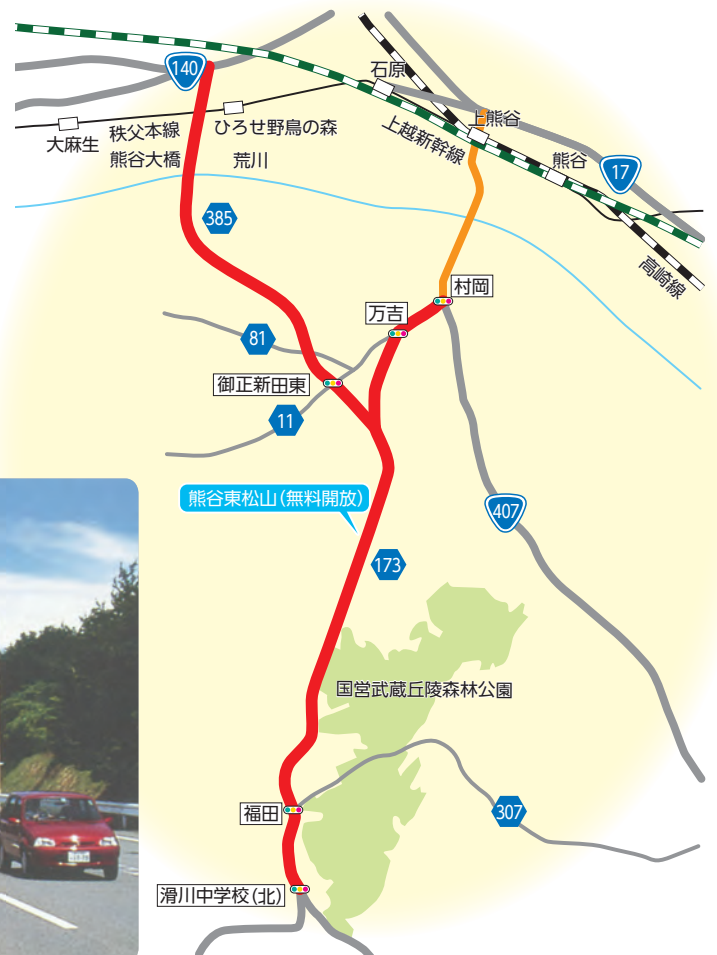 140
石原
上熊谷
大麻生
秩父本線
ひろせ野鳥の森
上越新幹線
熊谷
17
熊谷大橋
荒川
385
高崎線
村岡
万吉
81
御正新田東
11
熊谷東松山(無料開放)
407
173
国営武蔵丘陵森林公園
福田
307
滑川中学校(北)